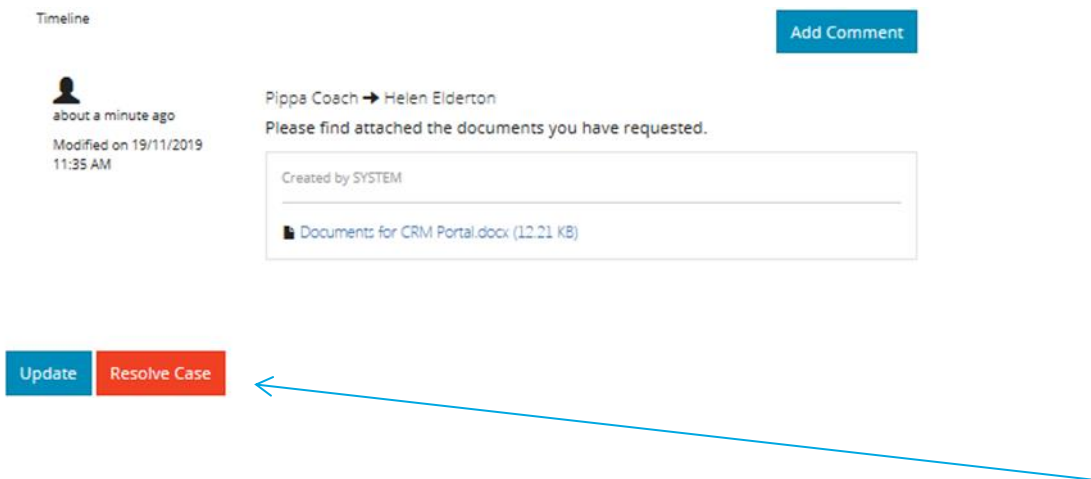 Timeline
Add Comment
about a minute ago
Modified on 19/11/2019
11:35 AM
Pippa Coach → Helen Elderton
Please find attached the documents you have requested.
Created by SYSTEM
Documents for CRM Portal.docx (12.21 KB)
Update
Resolve Case